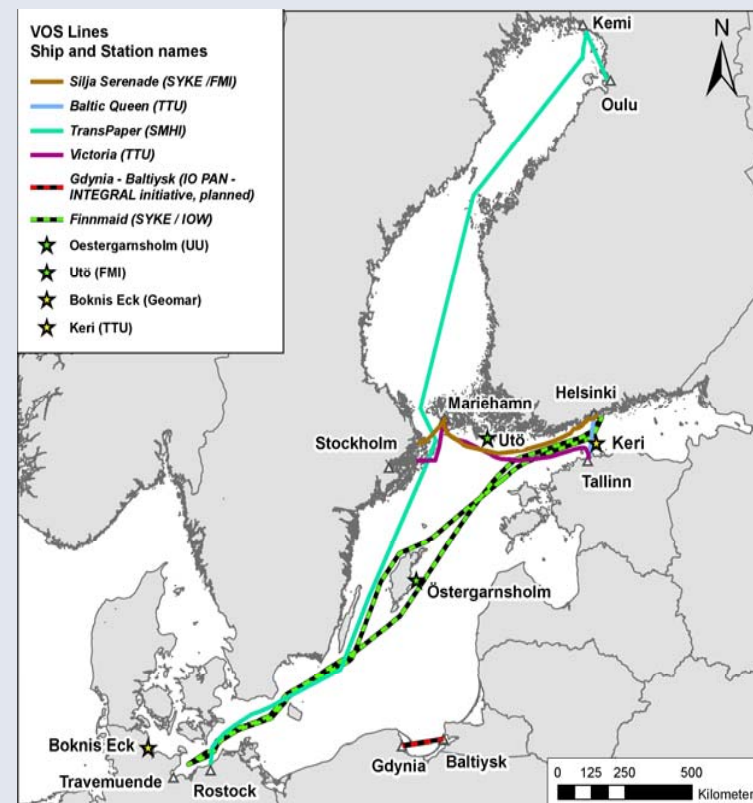 VOS Lines
Ship and Station names
Silja Serenade (SYKE /FMI)
Baltic Queen (TTU)
TransPaper (SMHI)
Victoria (TTU)
Gdynia - Baltiysk (IO PAN -
INTEGRAL initiative, planned)
Finnmaid (SYKE / IOW)
Oestergarnsholm (UU)
Utö (FMI)
Boknis Eck (Geomar)
Keri (TTU)
Kemi
N
Oulu
Mariehamn
Helsinki
Stockholm
Utö
Keri
Tallinn
Östergarnsholm
Boknis Eck
Travemuende
Rostock
Gdynia
Baltiysk
0 125 250 500
Kilometer